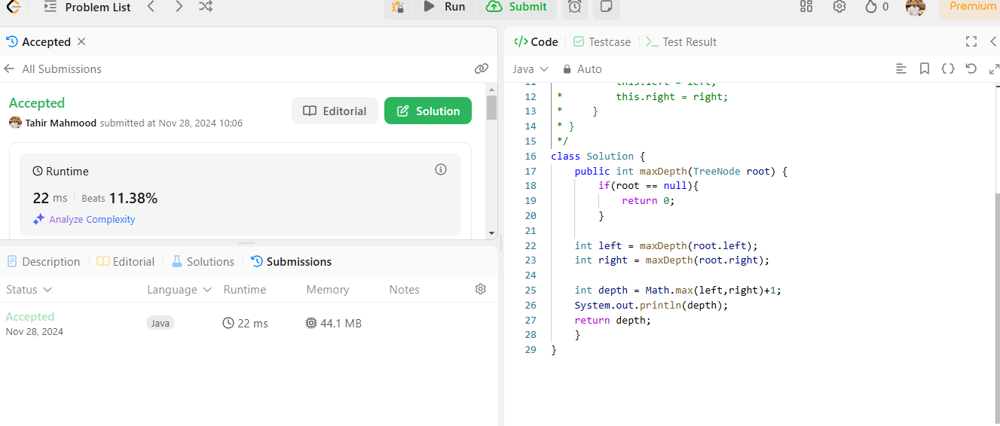 Problem List
Run
Submit
0
Premium
Accepted
All Submissions
Accepted
Tahir Mahmood submitted at Nov 28, 2024 10:06
Editorial
Solution
Runtime
22 ms
Beats 11.38%
Analyze Complexity
Description
Editorial
Solutions
Submissions
Status
Language
Runtime
Memory
Notes
Accepted
Nov 28, 2024
Java
22 ms
44.1 MB
Code
Testcase
Test Result
Java
Auto
11 this.left = left;
12 * this.right = right;
13 * }
14 * }
15 */
16 class Solution {
17 public int maxDepth(TreeNode root) {
18 if(root == null){
19 return 0;
20 }
21
22 int left = maxDepth(root.left);
23 int right = maxDepth(root.right);
24
25 int depth = Math.max(left,right)+1;
26 System.out.println(depth);
27 return depth;
28 }
29 }